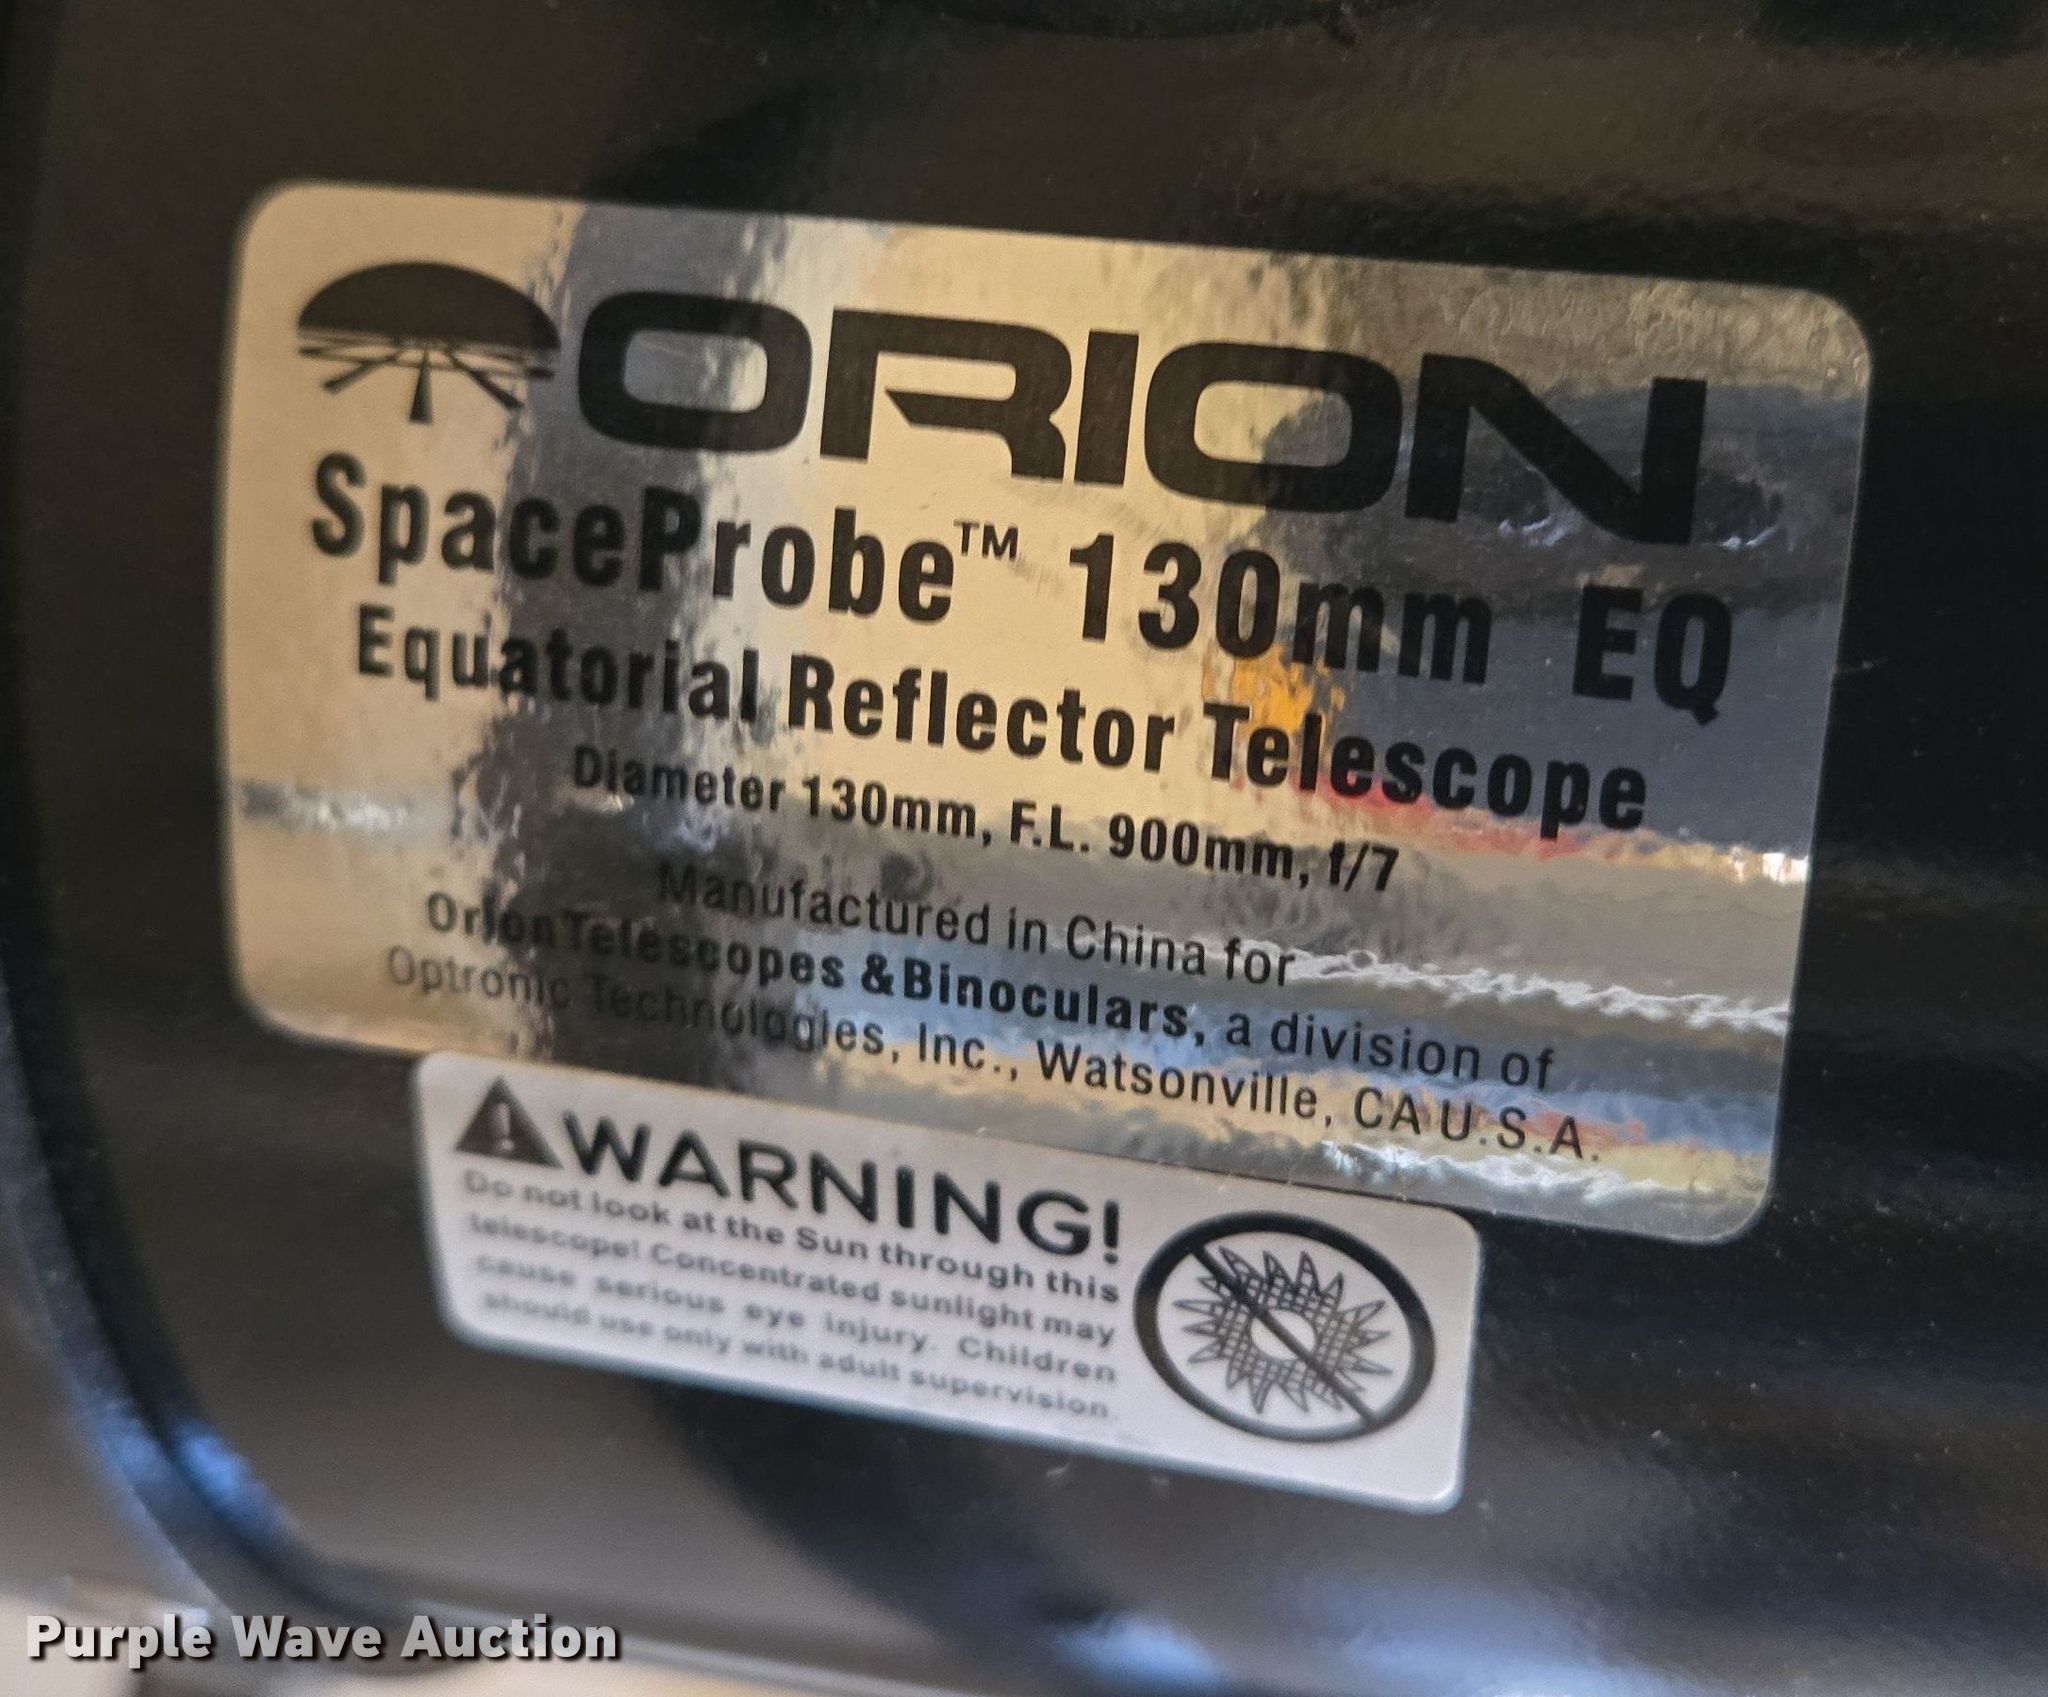 ORION
SpaceProbe™ 130mm EQ
Equatorial Reflector Telescope
Diameter 130mm, F.L. 900mm, f/7
Manufactured in China for
Orion Telescopes & Binoculars, a division of
Optronic Technologies, Inc., Watsonville, CA U.S.A.
WARNING!
Do not look at the Sun through this
telescope! Concentrated sunlight may
cause serious eye injury. Children
should use only with adult supervision.
Purple Wave Auction